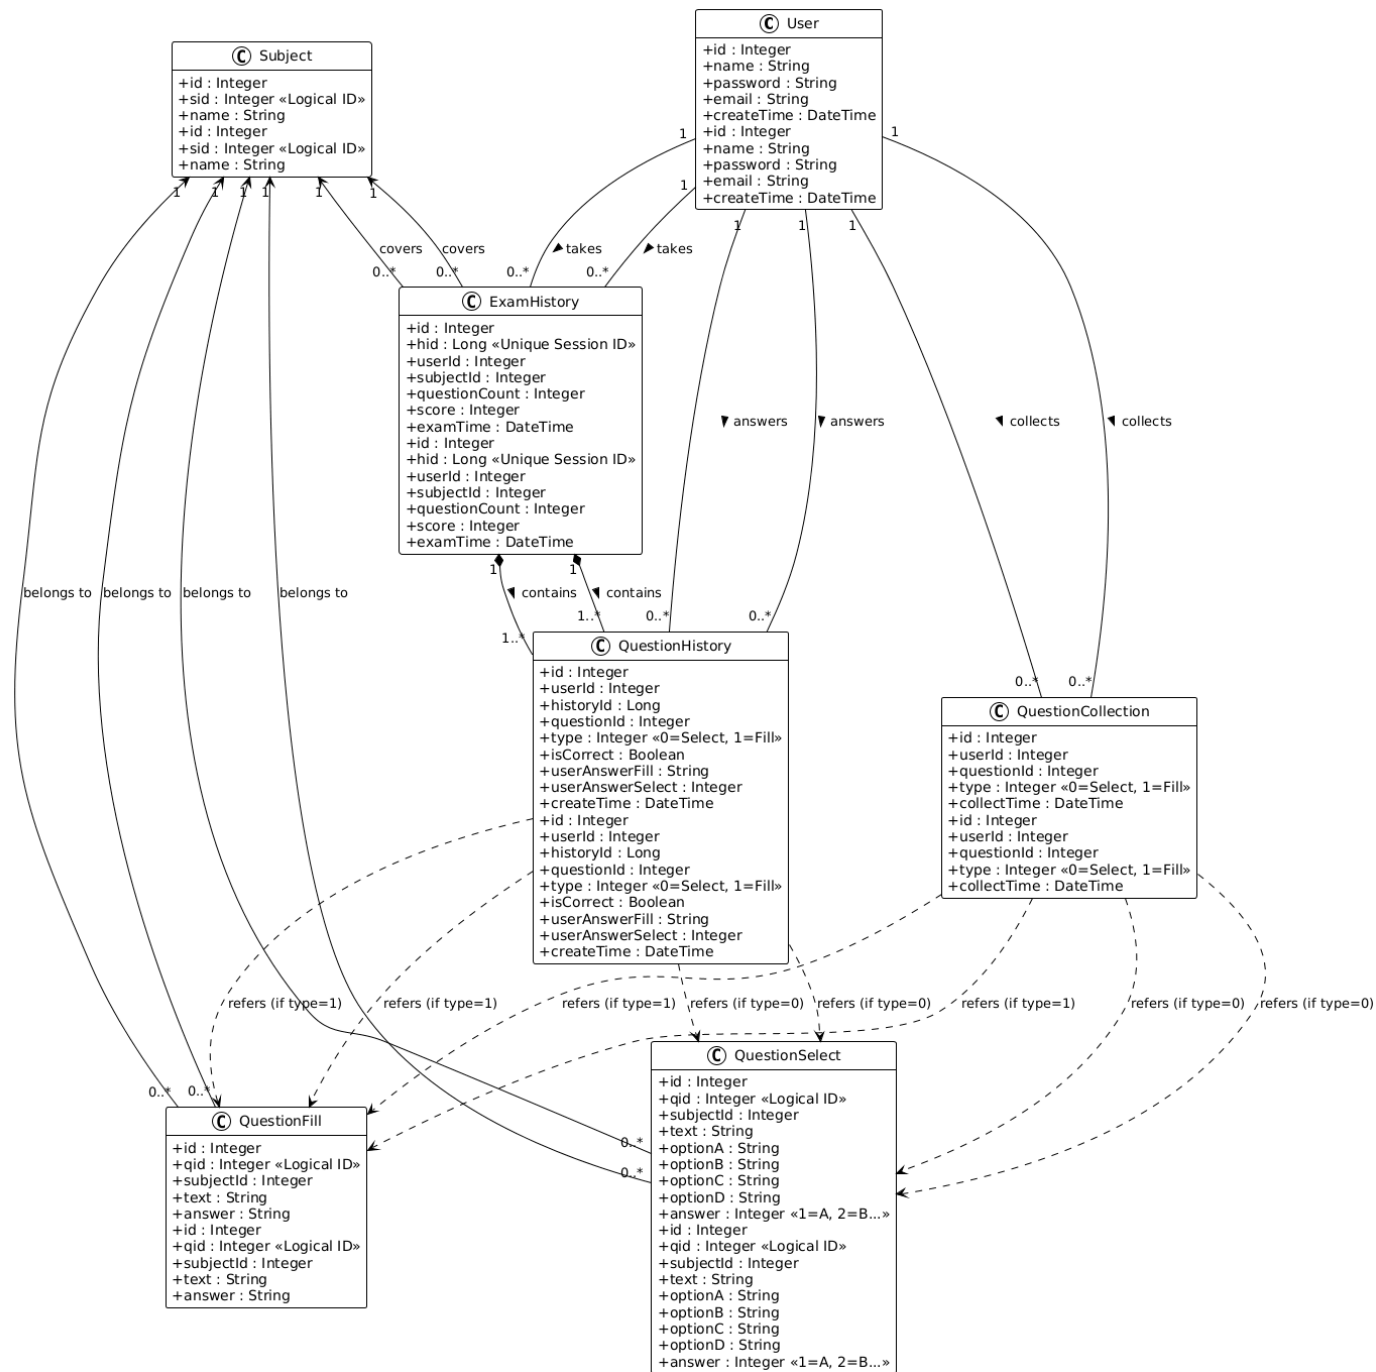 C User
+id : Integer
+name : String
+password : String
+email : String
+createTime : DateTime
+id : Integer
+name : String
+password : String
+email : String
+createTime : DateTime
C Subject
+id : Integer
+sid : Integer «Logical ID»
+name : String
+id : Integer
+sid : Integer «Logical ID»
+name : String
1
1
1
1
1
1
1
1
1
1
1
1
covers
covers
takes
takes
0..*
0..*
0..*
0..*
C ExamHistory
+id : Integer
+hid : Long «Unique Session ID»
+userId : Integer
+subjectId : Integer
+questionCount : Integer
+score : Integer
+examTime : DateTime
+id : Integer
+hid : Long «Unique Session ID»
+userId : Integer
+subjectId : Integer
+questionCount : Integer
+score : Integer
+examTime : DateTime
answers
answers
collects
collects
1
1
belongs to
belongs to
belongs to
belongs to
contains
contains
1..*
1..*
0..*
0..*
C QuestionHistory
+id : Integer
+userId : Integer
+historyId : Long
+questionId : Integer
+type : Integer «0=Select, 1=Fill»
+isCorrect : Boolean
+userAnswerFill : String
+userAnswerSelect : Integer
+createTime : DateTime
+id : Integer
+userId : Integer
+historyId : Long
+questionId : Integer
+type : Integer «0=Select, 1=Fill»
+isCorrect : Boolean
+userAnswerFill : String
+userAnswerSelect : Integer
+createTime : DateTime
0..*
0..*
C QuestionCollection
+id : Integer
+userId : Integer
+questionId : Integer
+type : Integer «0=Select, 1=Fill»
+collectTime : DateTime
+id : Integer
+userId : Integer
+questionId : Integer
+type : Integer «0=Select, 1=Fill»
+collectTime : DateTime
refers (if type=1)
refers (if type=1)
refers (if type=1)
refers (if type=0)
refers (if type=0)
refers (if type=1)
refers (if type=0)
refers (if type=0)
0..*
0..*
C QuestionFill
+id : Integer
+qid : Integer «Logical ID»
+subjectId : Integer
+text : String
+answer : String
+id : Integer
+qid : Integer «Logical ID»
+subjectId : Integer
+text : String
+answer : String
0..*
0..*
C QuestionSelect
+id : Integer
+qid : Integer «Logical ID»
+subjectId : Integer
+text : String
+optionA : String
+optionB : String
+optionC : String
+optionD : String
+answer : Integer «1=A, 2=B...»
+id : Integer
+qid : Integer «Logical ID»
+subjectId : Integer
+text : String
+optionA : String
+optionB : String
+optionC : String
+optionD : String
+answer : Integer «1=A, 2=B...»